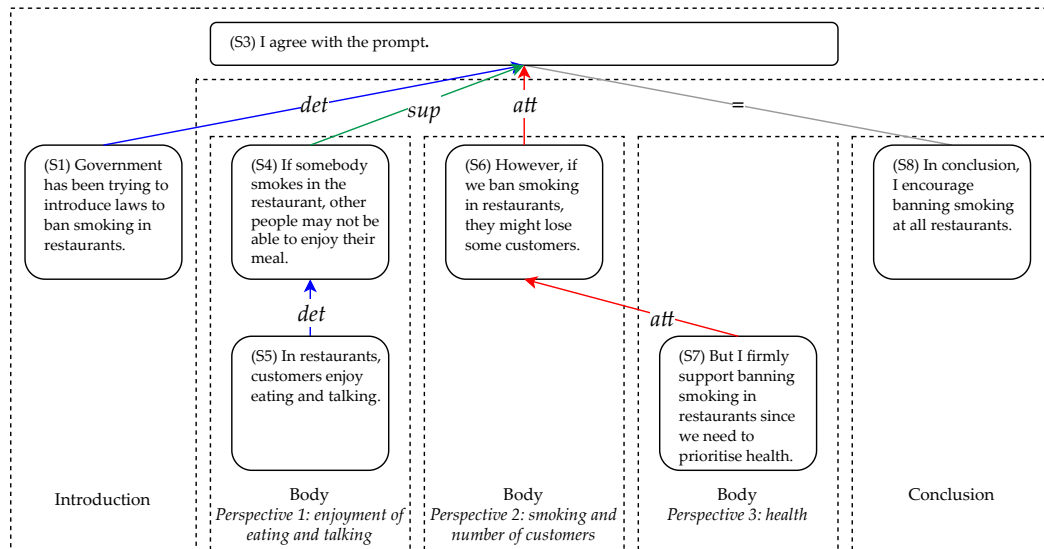 (S3) I agree with the prompt.
det
sup
att
=
(S1) Government
has been trying to
introduce laws to
ban smoking in
restaurants.
(S4) If somebody
smokes in the
restaurant, other
people may not be
able to enjoy their
meal.
(S6) However, if
we ban smoking
in restaurants,
they might lose
some customers.
(S8) In conclusion,
I encourage
banning smoking
at all restaurants.
det
att
(S5) In restaurants,
customers enjoy
eating and talking.
(S7) But I firmly
support banning
smoking in
restaurants since
we need to
prioritise health.
Introduction
Body
Perspective 1: enjoyment of
eating and talking
Body
Perspective 2: smoking and
number of customers
Body
Perspective 3: health
Conclusion